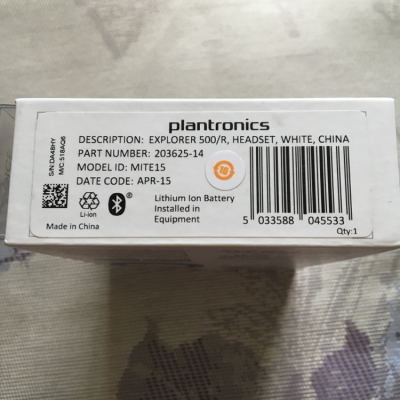 plantronics
DESCRIPTION: EXPLORER 500/R, HEADSET, WHITE, CHINA
PART NUMBER: 203625-14
MODEL ID: MITE15
DATE CODE: APR-15
S/N:DA4BHY
M/C:518AQ6
Li-ion
Lithium Ion Battery
Installed in
Equipment
Made in China
5 033588 045533
Qty:1